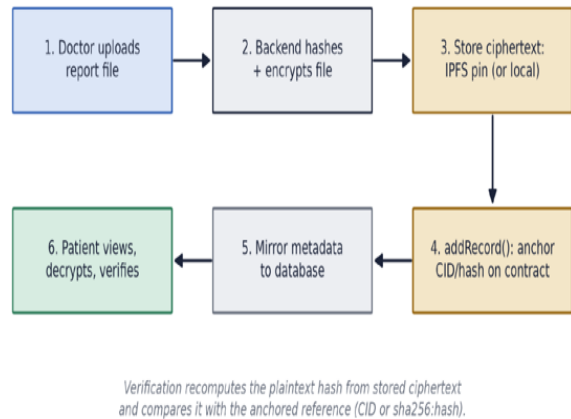 1. Doctor uploads
report file
2. Backend hashes
+ encrypts file
3. Store ciphertext:
IPFS pin (or local)
4. addRecord(): anchor
CID/hash on contract
5. Mirror metadata
to database
6. Patient views,
decrypts, verifies
Verification recomputes the plaintext hash from stored ciphertext
and compares it with the anchored reference (CID or sha256:hash).